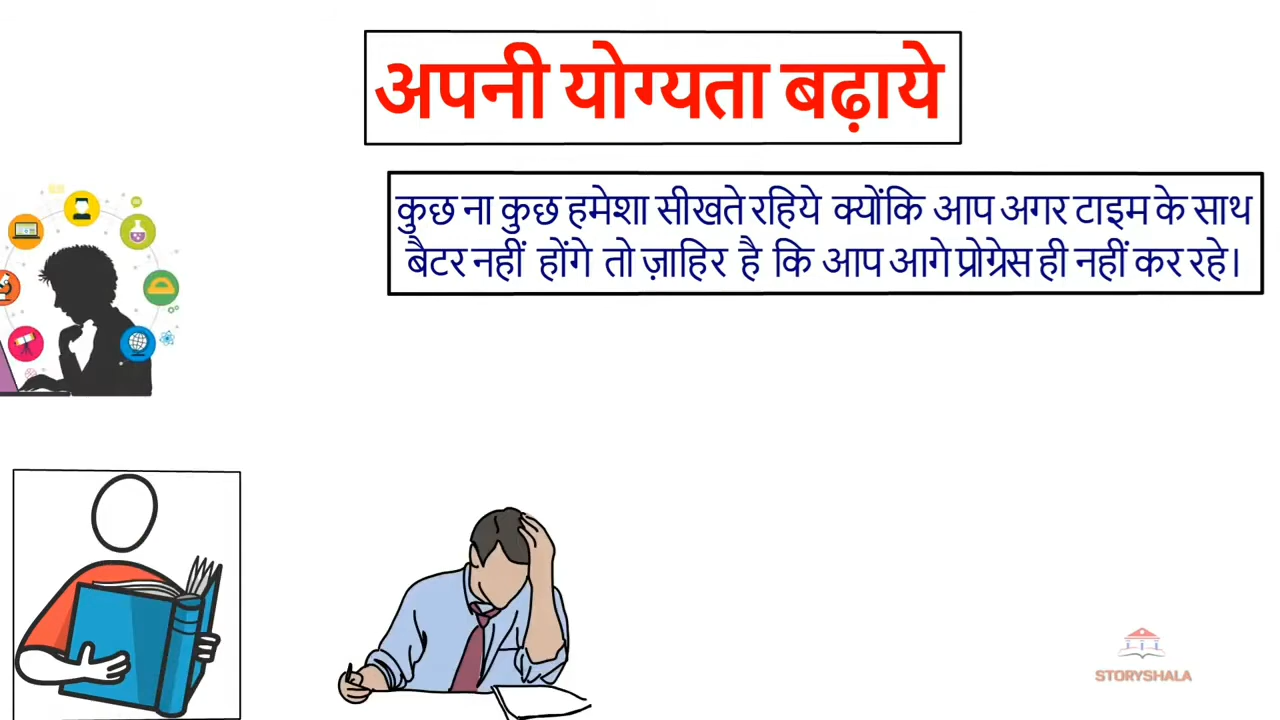 अपनी योग्यता बढ़ाये
कुछ ना कुछ हमेशा सीखते रहिये क्योंकि आप अगर टाइम के साथ
बैटर नहीं होंगे तो ज़ाहिर है कि आप आगे प्रोग्रेस ही नहीं कर रहे।
STORYSHALA